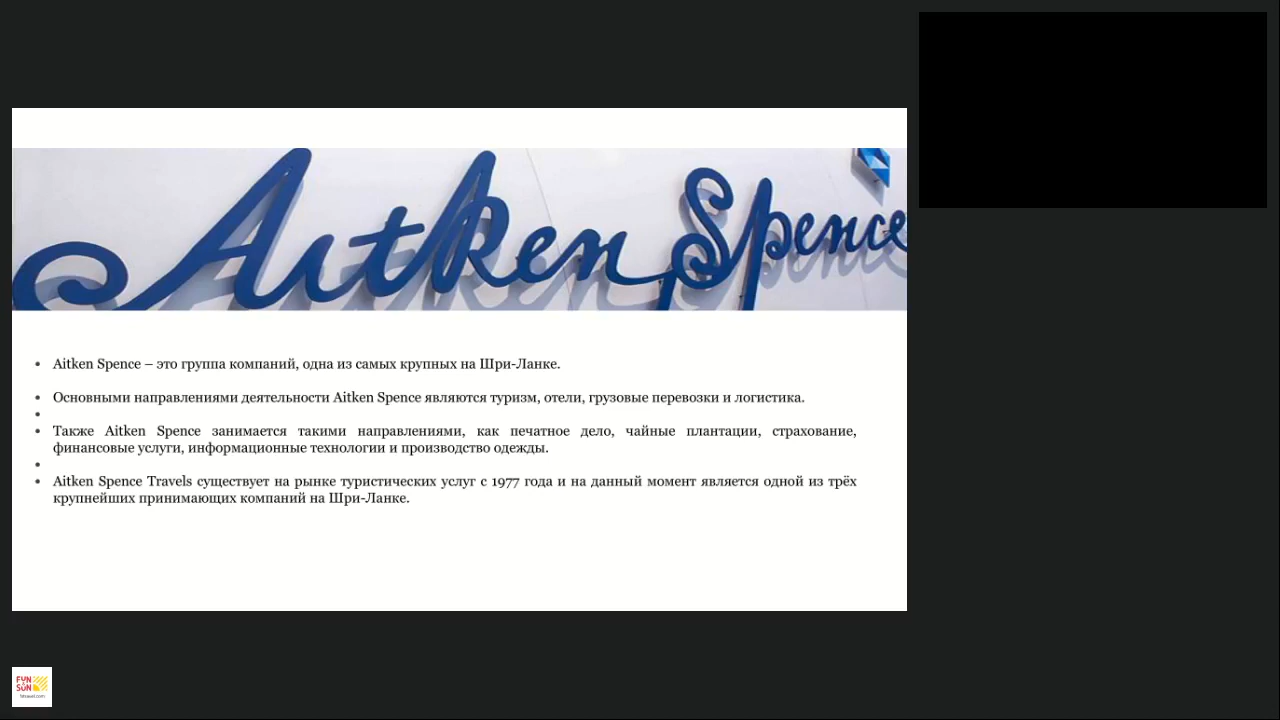 Aitken Spence
Aitken Spence – это группа компаний, одна из самых крупных на Шри-Ланке.
Основными направлениями деятельности Aitken Spence являются туризм, отели, грузовые перевозки и логистика.
Также Aitken Spence занимается такими направлениями, как печатное дело, чайные плантации, страхование,
финансовые услуги, информационные технологии и производство одежды.
Aitken Spence Travels существует на рынке туристических услуг с 1977 года и на данный момент является одной из трёх
крупнейших принимающих компаний на Шри-Ланке.
FUN
&SUN